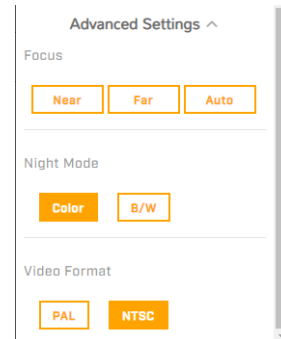 Advanced Settings
Focus
Near Far Auto
Night Mode
Color B/W
Video Format
PAL NTSC